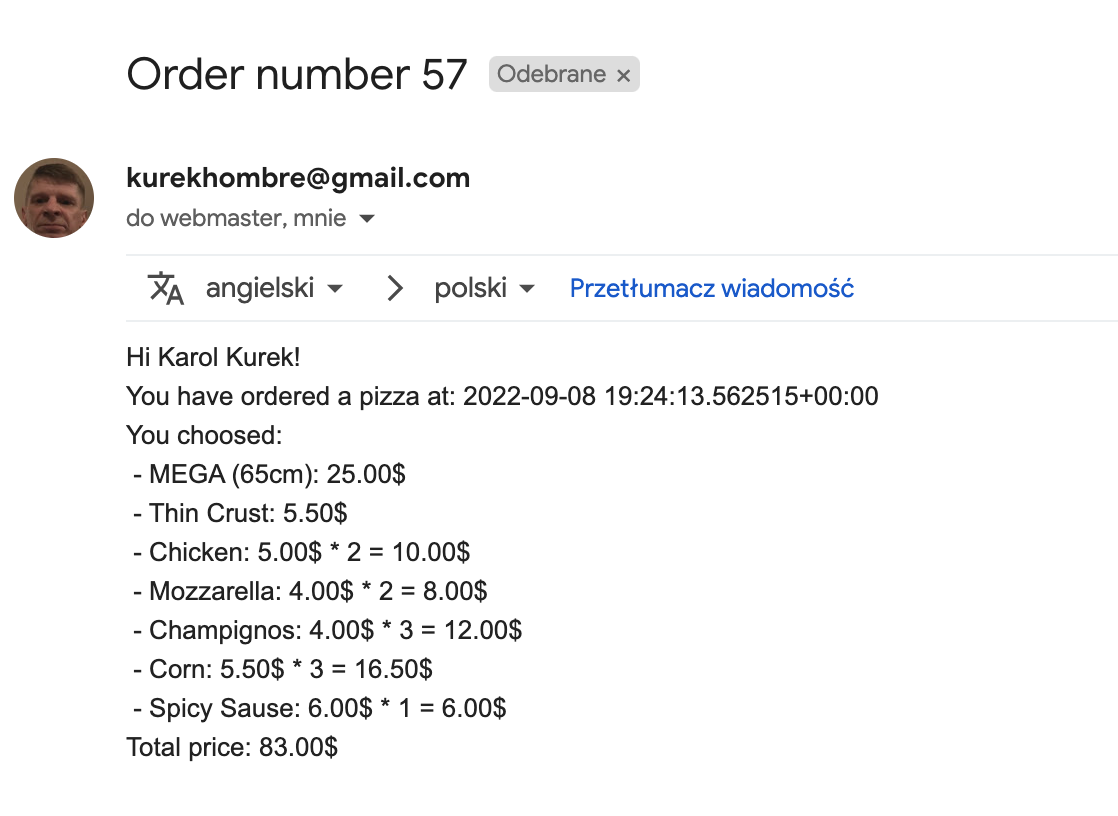 Order number 57 Odebrane ×
kurekhombre@gmail.com
do webmaster, mnie
angielski > polski Przetłumacz wiadomość
Hi Karol Kurek!
You have ordered a pizza at: 2022-09-08 19:24:13.562515+00:00
You choosed:
- MEGA (65cm): 25.00$
- Thin Crust: 5.50$
- Chicken: 5.00$ * 2 = 10.00$
- Mozzarella: 4.00$ * 2 = 8.00$
- Champignos: 4.00$ * 3 = 12.00$
- Corn: 5.50$ * 3 = 16.50$
- Spicy Sause: 6.00$ * 1 = 6.00$
Total price: 83.00$